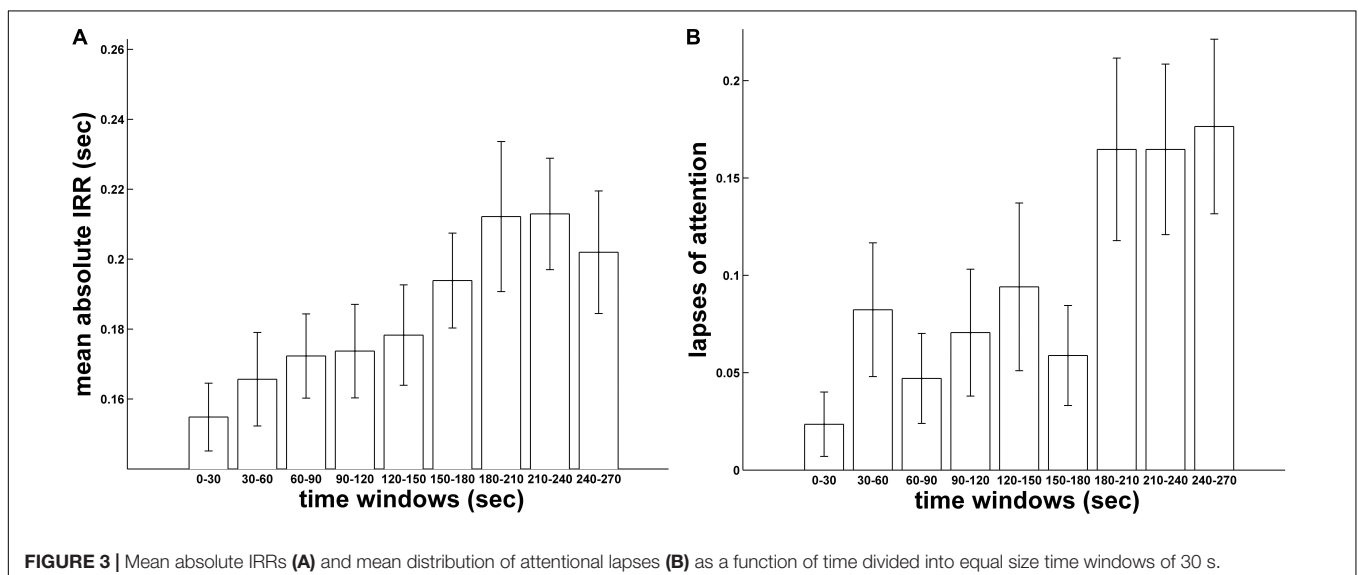 A
0.26
0.24
0.22
0.2
0.18
0.16
mean absolute IRR (sec)
0-30 30-60 60-90 90-120 120-150 150-180 180-210 210-240 240-270
time windows (sec)
B
0.2
0.15
0.1
0.05
0
lapses of attention
0-30 30-60 60-90 90-120 120-150 150-180 180-210 210-240 240-270
time windows (sec)
FIGURE 3 | Mean absolute IRRs (A) and mean distribution of attentional lapses (B) as a function of time divided into equal size time windows of 30 s.